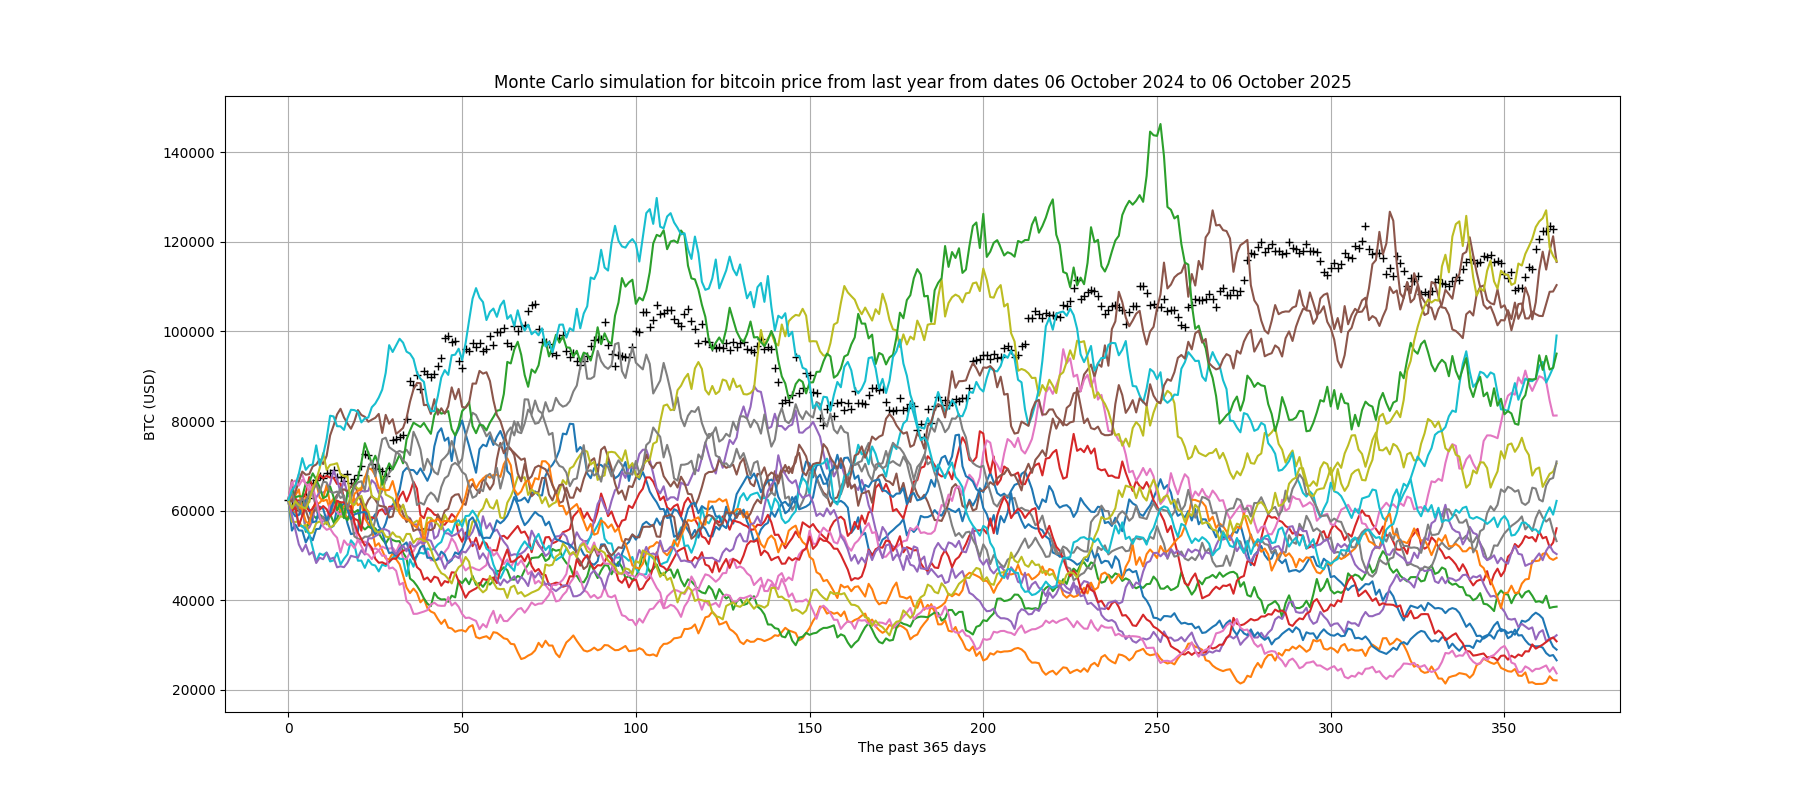 Monte Carlo simulation for bitcoin price from last year from dates 06 October 2024 to 06 October 2025
BTC (USD)
140000
120000
100000
80000
60000
40000
20000
0 50 100 150 200 250 300 350
The past 365 days